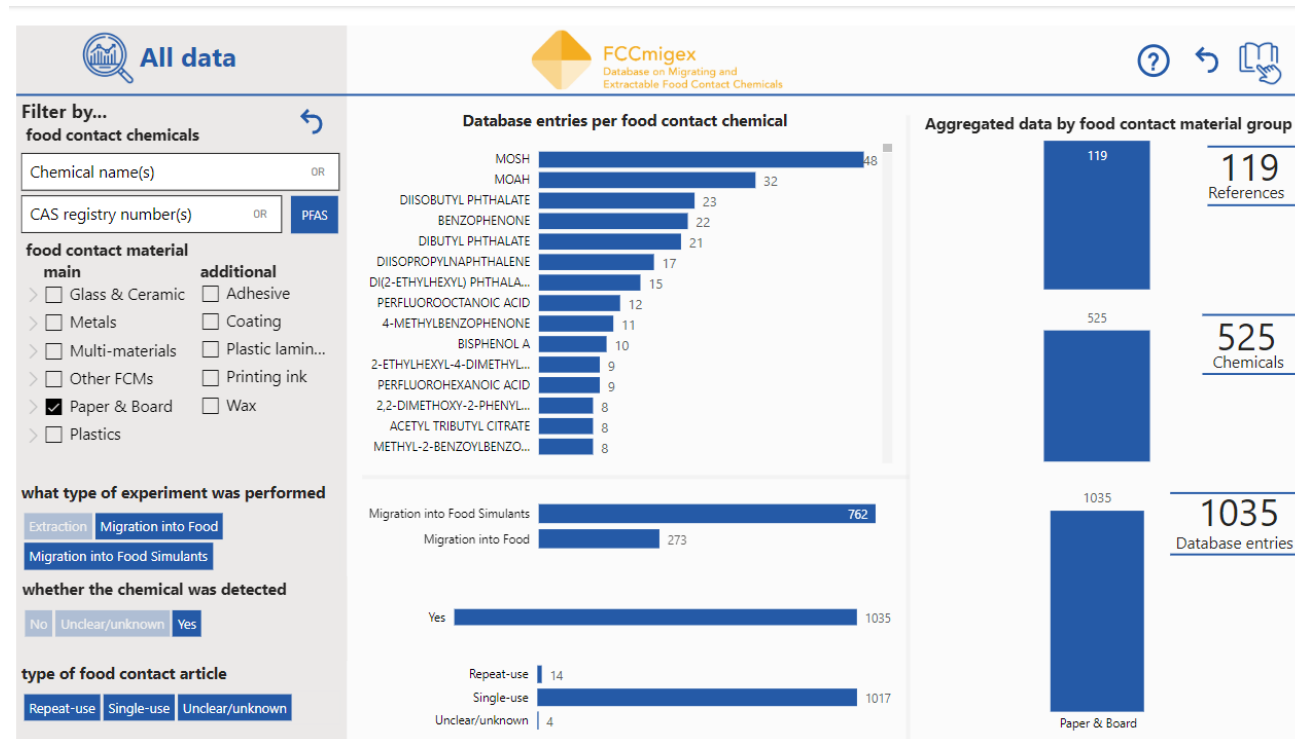 All data
FCCmigex
Database on Migrating and
Extractable Food Contact Chemicals
?
Filter by...
food contact chemicals
Chemical name(s) OR
CAS registry number(s) OR PFAS
food contact material
main additional
Glass & Ceramic Adhesive
Metals Coating
Multi-materials Plastic lamin...
Other FCMs Printing ink
Paper & Board Wax
Plastics
what type of experiment was performed
Extraction Migration into Food
Migration into Food Simulants
whether the chemical was detected
No Unclear/unknown Yes
type of food contact article
Repeat-use Single-use Unclear/unknown
Database entries per food contact chemical
MOSH 48
MOAH 32
DIISOBUTYL PHTHALATE 23
BENZOPHENONE 22
DIBUTYL PHTHALATE 21
DIISOPROPYLNAPHTHALENE 17
DI(2-ETHYLHEXYL) PHTHALA... 15
PERFLUOROOCTANOIC ACID 12
4-METHYLBENZOPHENONE 11
BISPHENOL A 10
2-ETHYLHEXYL-4-DIMETHYL... 9
PERFLUOROHEXANOIC ACID 9
2,2-DIMETHOXY-2-PHENYL... 8
ACETYL TRIBUTYL CITRATE 8
METHYL-2-BENZOYLBENZO... 8
Migration into Food Simulants 762
Migration into Food 273
Yes 1035
Repeat-use 14
Single-use 1017
Unclear/unknown 4
Aggregated data by food contact material group
119
119
References
525
525
Chemicals
1035
1035
Database entries
Paper & Board